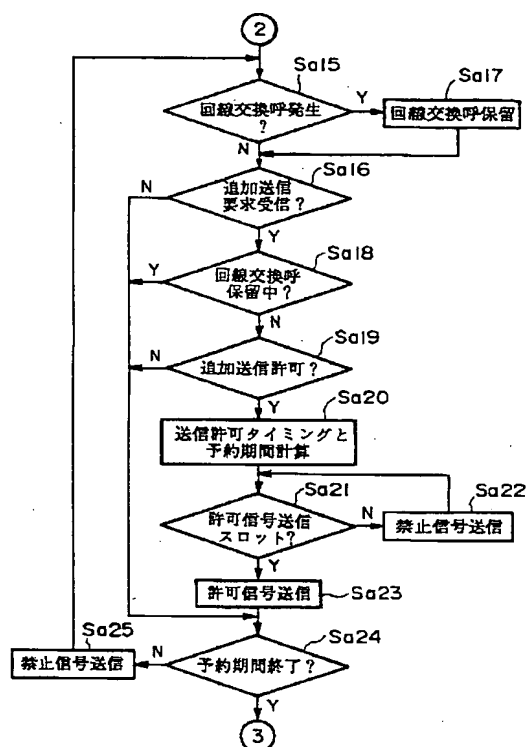 2
Sa15
回線交換呼発生
?
Y
Sa17
回線交換呼保留
N
Sa16
追加送信
要求受信?
N
Y
Sa18
回線交換呼
保留中?
Y
N
Sa19
追加送信許可?
N
Y
Sa20
送信許可タイミングと
予約期間計算
Sa21
許可信号送信
スロット?
N
Sa22
禁止信号送信
Y
許可信号送信
Sa23
Sa25
禁止信号送信
N
Sa24
予約期間終了?
Y
3